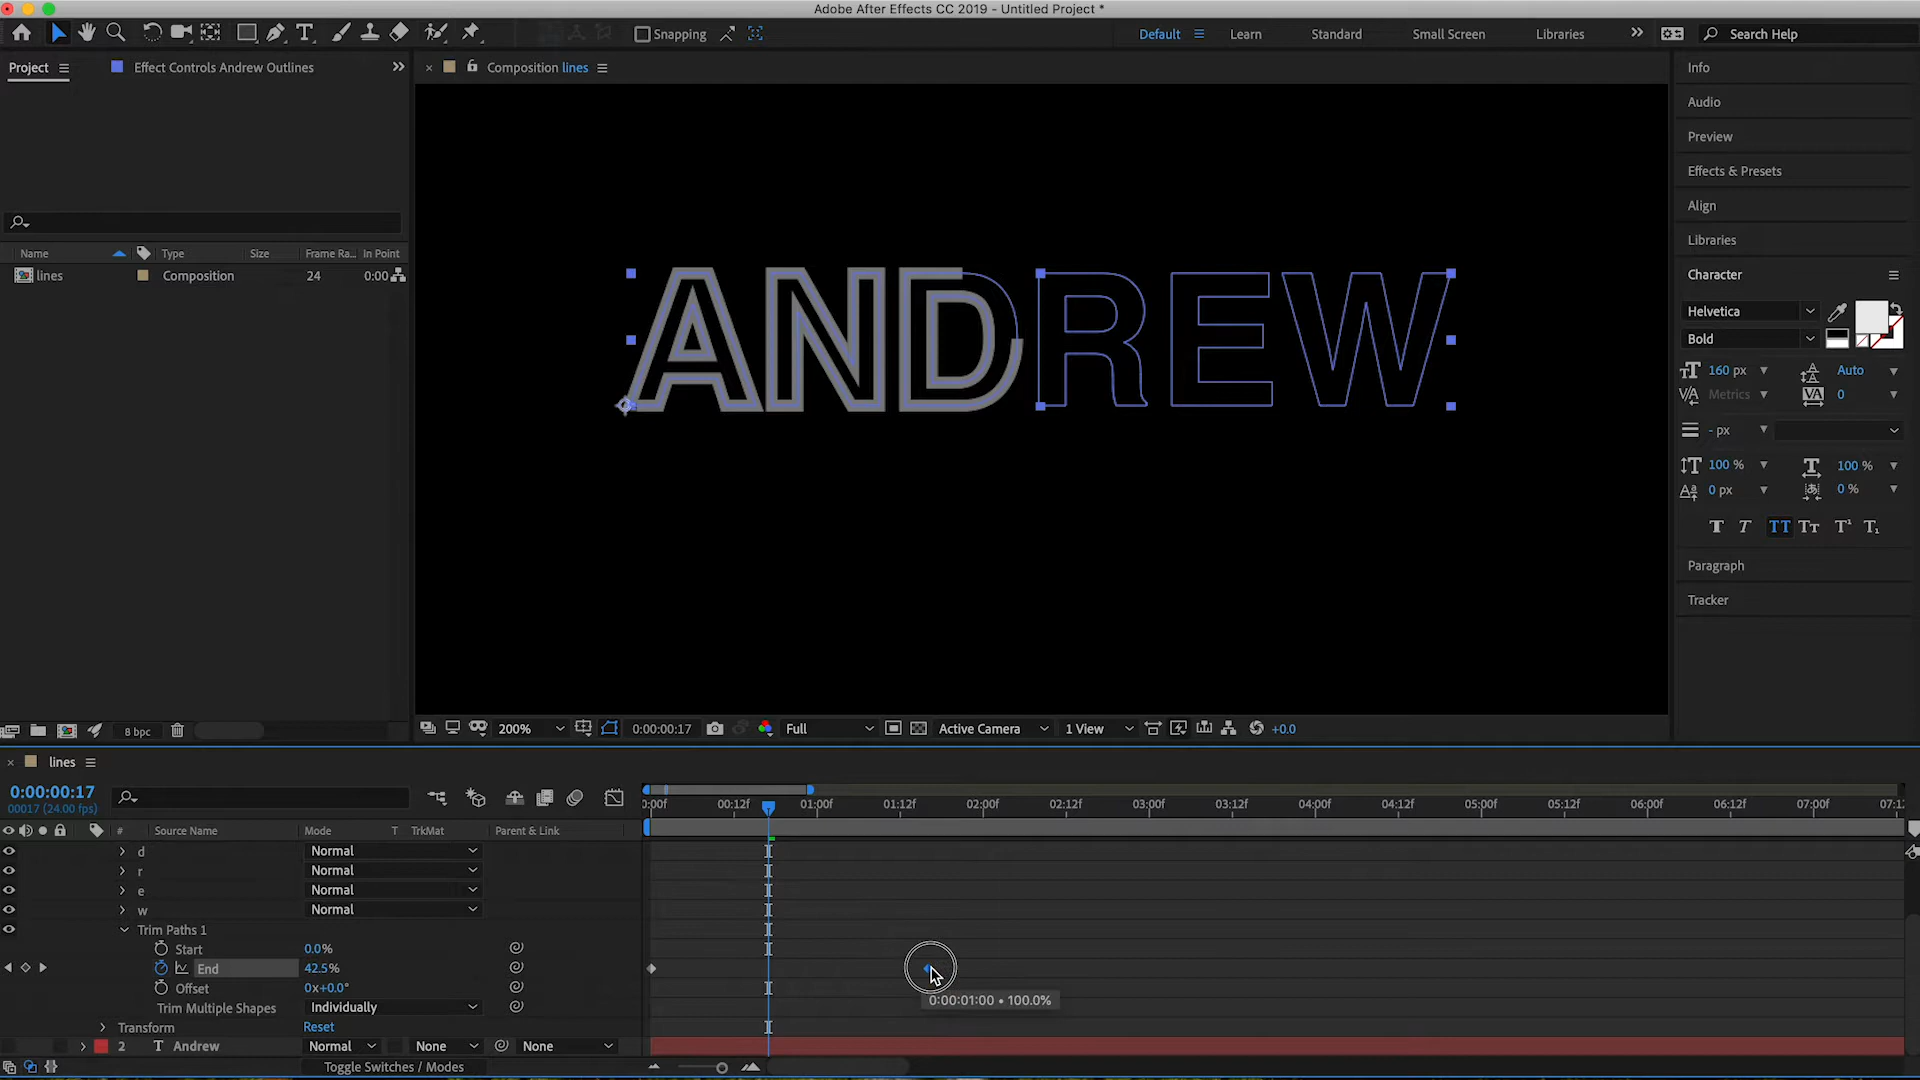 Adobe After Effects CC 2019 - Untitled Project *
Snapping
Default
Learn
Standard
Small Screen
Libraries
Search Help
Project
Effect Controls Andrew Outlines
Composition lines
Name
Type
Size
Frame Ra...
In Point
lines
Composition
24
0:00
ANDREW
Info
Audio
Preview
Effects & Presets
Align
Libraries
Character
Helvetica
Bold
160 px
Auto
Metrics
0
- px
100 %
100 %
0 px
0 %
T T TT Tт T¹ T₁
Paragraph
Tracker
8 bpc
200%
0:00:00:17
Full
Active Camera
1 View
+0.0
lines
0:00:00:17
00017 (24.00 fps)
0:00f
00:12f
01:00f
01:12f
02:00f
02:12f
03:00f
03:12f
04:00f
04:12f
05:00f
05:12f
06:00f
06:12f
07:00f
07:12
#
Source Name
Mode
T
TrkMat
Parent & Link
d
Normal
r
Normal
e
Normal
w
Normal
Trim Paths 1
Start
0.0%
End
42.5%
0:00:01:00 • 100.0%
Offset
0x+0.0°
Trim Multiple Shapes
Individually
Transform
Reset
2
T
Andrew
Normal
None
None
Toggle Switches / Modes